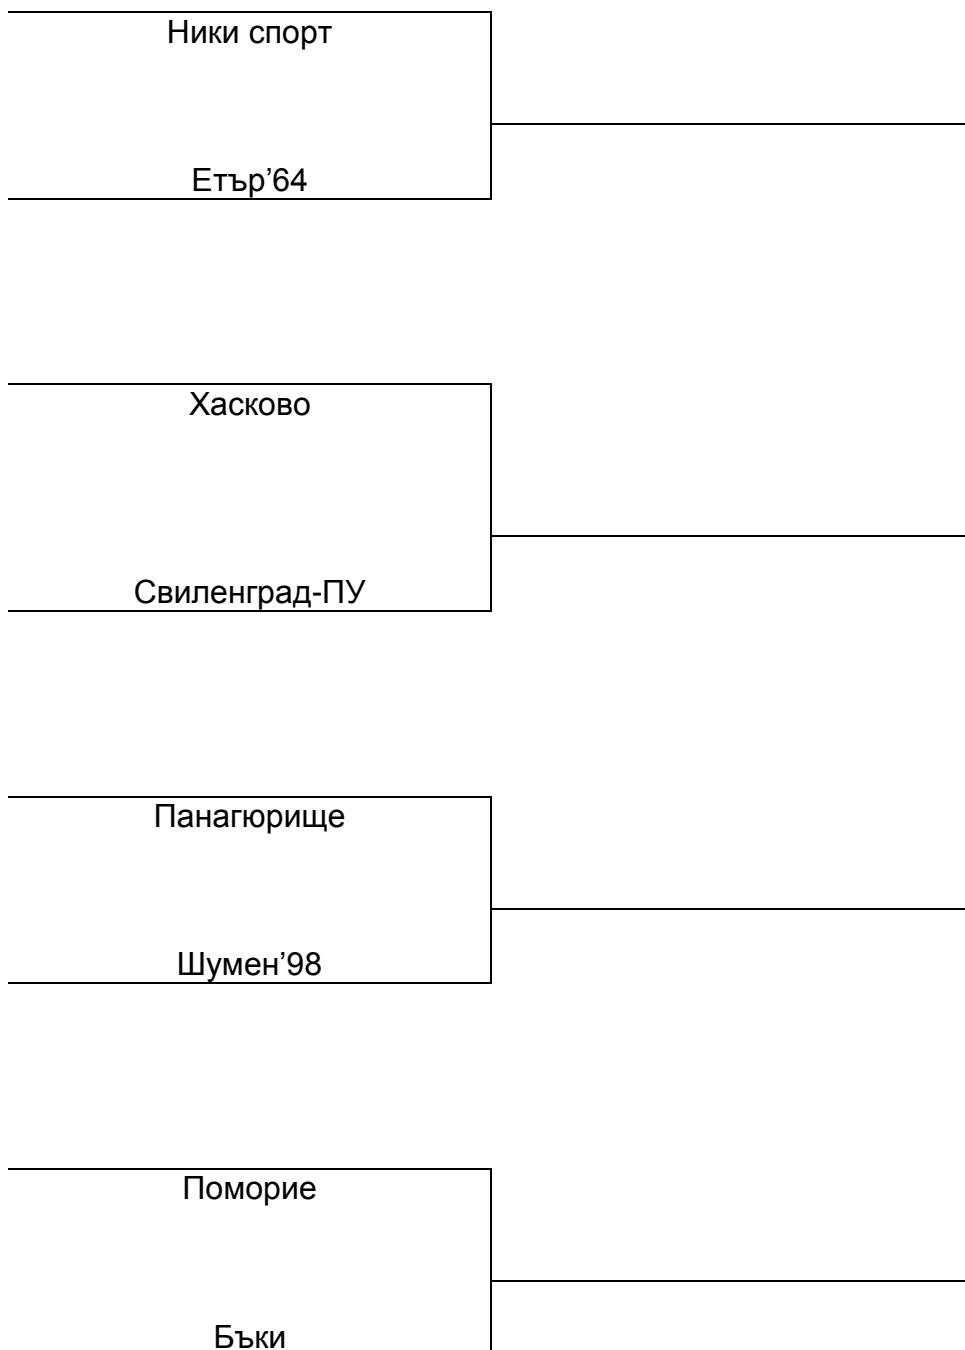 Ники спорт
Етър’64
Хасково
Свиленград-ПУ
Панагюрище
Шумен’98
Поморие
Бъки